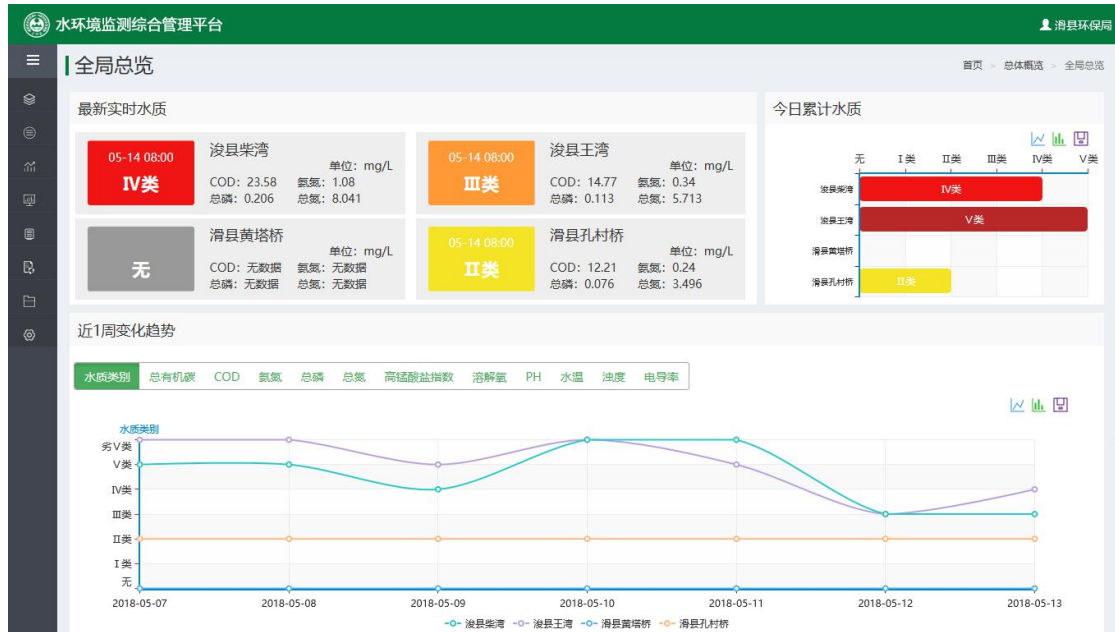 水环境监测综合管理平台
滑县环保局
全局总览
首页 > 总体概览 > 全局总览
最新实时水质
05-14 08:00
IV类
浚县柴湾
单位：mg/L
COD：23.58 氨氮：1.08
总磷：0.206 总氮：8.041
05-14 08:00
III类
浚县王湾
单位：mg/L
COD：14.77 氨氮：0.34
总磷：0.113 总氮：5.713
无
滑县黄塔桥
单位：mg/L
COD：无数据 氨氮：无数据
总磷：无数据 总氮：无数据
05-14 08:00
II类
滑县孔村桥
单位：mg/L
COD：12.21 氨氮：0.24
总磷：0.076 总氮：3.496
今日累计水质
无 I类 II类 III类 IV类 V类
浚县柴湾 IV类
浚县王湾 V类
滑县黄塔桥
滑县孔村桥 II类
近1周变化趋势
水质类别 总有机碳 COD 氨氮 总磷 总氮 高锰酸盐指数 溶解氧 PH 水温 浊度 电导率
水质类别
劣V类
V类
IV类
III类
II类
I类
无
2018-05-07 2018-05-08 2018-05-09 2018-05-10 2018-05-11 2018-05-12 2018-05-13
浚县柴湾 浚县王湾 滑县黄塔桥 滑县孔村桥